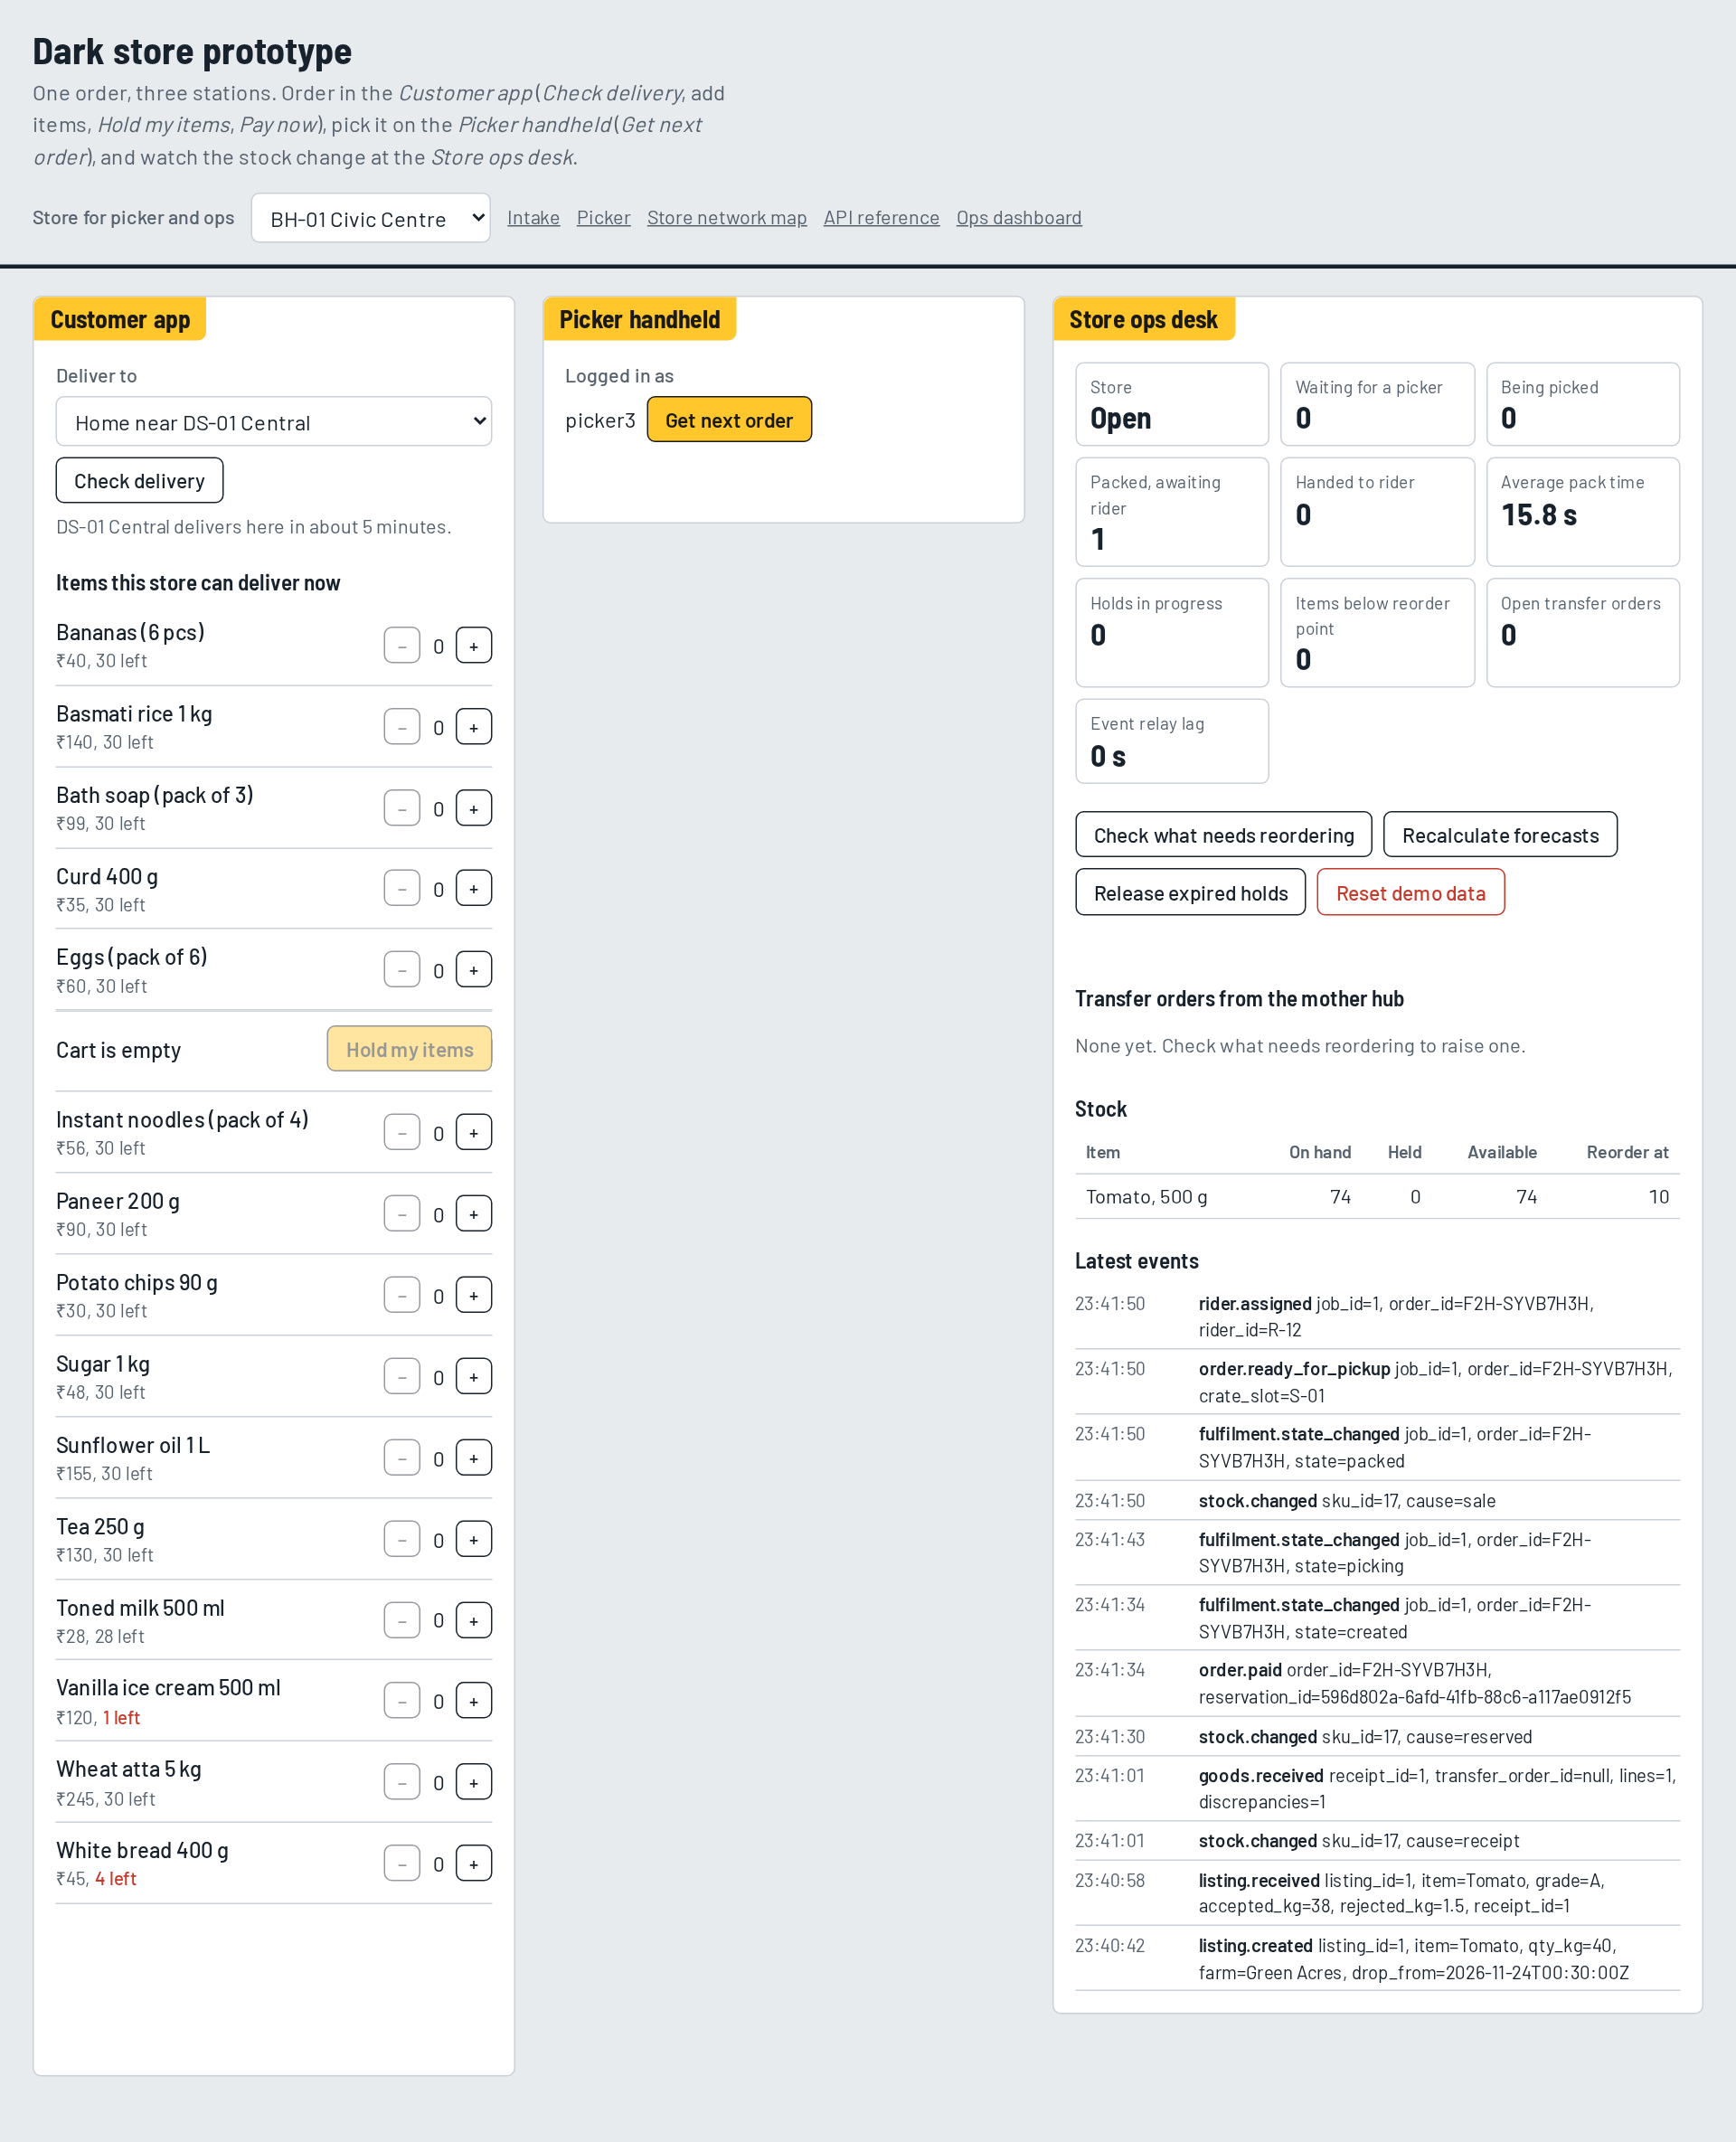 Dark store prototype
One order, three stations. Order in the Customer app (Check delivery, add
items, Hold my items, Pay now), pick it on the Picker handheld (Get next
order), and watch the stock change at the Store ops desk.
Store for picker and ops
BH-01 Civic Centre
Intake Picker Store network map API reference Ops dashboard
Customer app
Deliver to
Home near DS-01 Central
Check delivery
DS-01 Central delivers here in about 5 minutes.
Items this store can deliver now
Bananas (6 pcs)
₹40, 30 left
– 0 +
Basmati rice 1 kg
₹140, 30 left
– 0 +
Bath soap (pack of 3)
₹99, 30 left
– 0 +
Curd 400 g
₹35, 30 left
– 0 +
Eggs (pack of 6)
₹60, 30 left
– 0 +
Cart is empty
Hold my items
Instant noodles (pack of 4)
₹56, 30 left
– 0 +
Paneer 200 g
₹90, 30 left
– 0 +
Potato chips 90 g
₹30, 30 left
– 0 +
Sugar 1 kg
₹48, 30 left
– 0 +
Sunflower oil 1 L
₹155, 30 left
– 0 +
Tea 250 g
₹130, 30 left
– 0 +
Toned milk 500 ml
₹28, 28 left
– 0 +
Vanilla ice cream 500 ml
₹120, 1 left
– 0 +
Wheat atta 5 kg
₹245, 30 left
– 0 +
White bread 400 g
₹45, 4 left
– 0 +
Picker handheld
Logged in as
picker3
Get next order
Store ops desk
Store
Open
Waiting for a picker
0
Being picked
0
Packed, awaiting
rider
1
Handed to rider
0
Average pack time
15.8 s
Holds in progress
0
Items below reorder
point
0
Open transfer orders
0
Event relay lag
0 s
Check what needs reordering
Recalculate forecasts
Release expired holds
Reset demo data
Transfer orders from the mother hub
None yet. Check what needs reordering to raise one.
Stock
Item On hand Held Available Reorder at
Tomato, 500 g 74 0 74 10
Latest events
23:41:50 rider.assigned job_id=1, order_id=F2H-SYVB7H3H,
rider_id=R-12
23:41:50 order.ready_for_pickup job_id=1, order_id=F2H-SYVB7H3H,
crate_slot=S-01
23:41:50 fulfilment.state_changed job_id=1, order_id=F2H-
SYVB7H3H, state=packed
23:41:50 stock.changed sku_id=17, cause=sale
23:41:43 fulfilment.state_changed job_id=1, order_id=F2H-
SYVB7H3H, state=picking
23:41:34 fulfilment.state_changed job_id=1, order_id=F2H-
SYVB7H3H, state=created
23:41:34 order.paid order_id=F2H-SYVB7H3H,
reservation_id=596d802a-6afd-41fb-88c6-a117ae0912f5
23:41:30 stock.changed sku_id=17, cause=reserved
23:41:01 goods.received receipt_id=1, transfer_order_id=null, lines=1,
discrepancies=1
23:41:01 stock.changed sku_id=17, cause=receipt
23:40:58 listing.received listing_id=1, item=Tomato, grade=A,
accepted_kg=38, rejected_kg=1.5, receipt_id=1
23:40:42 listing.created listing_id=1, item=Tomato, qty_kg=40,
farm=Green Acres, drop_from=2026-11-24T00:30:00Z